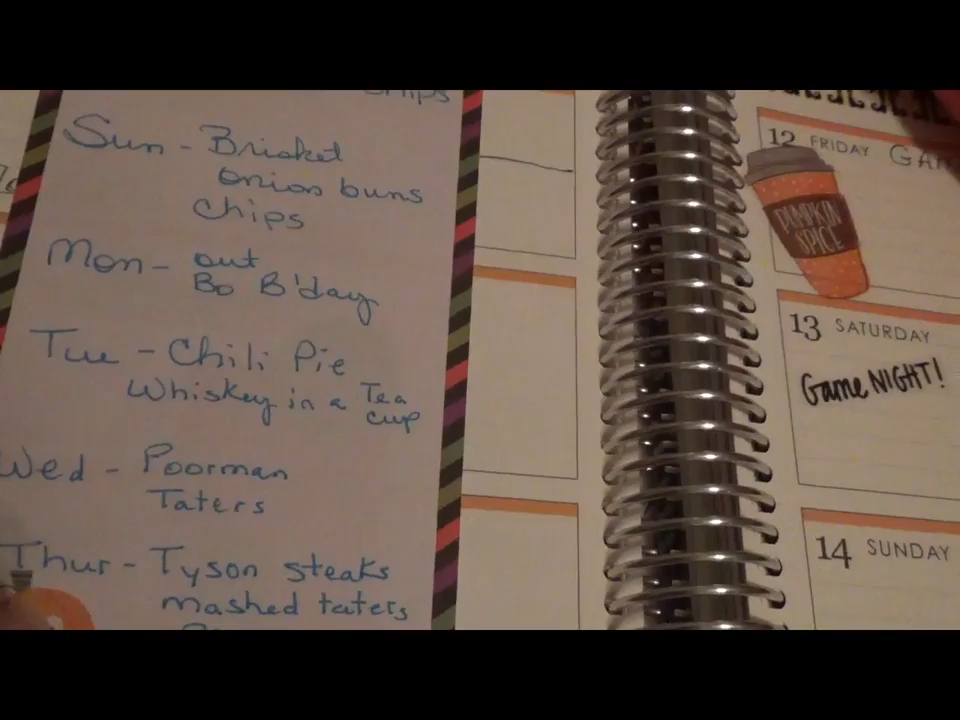 Chips
Sun - Brisket
onion buns
Chips
Mon - out
Bo B'day
Tue - Chili Pie
Whiskey in a Tea
cup
Wed - Poorman
Taters
Thur - Tyson steaks
mashed taters
12 FRIDAY
PUMPKIN
SPICE
13 SATURDAY
Game NIGHT!
14 SUNDAY